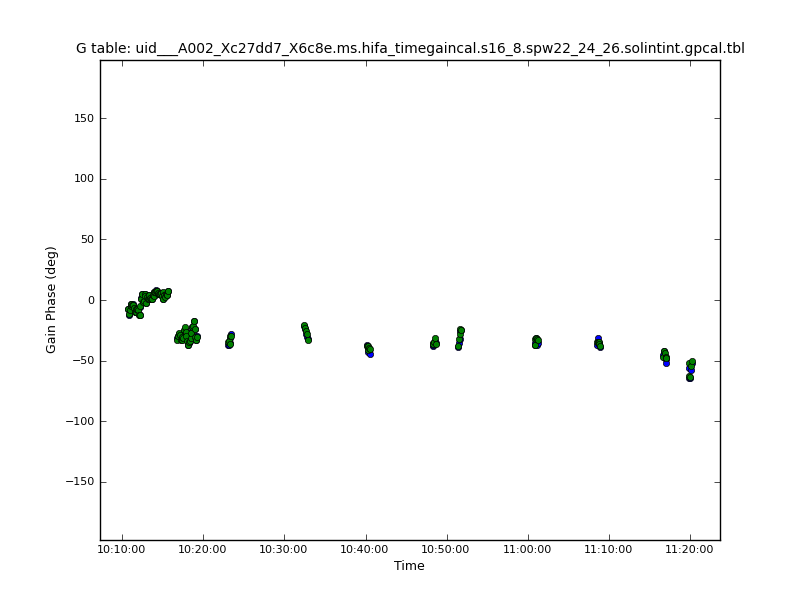 G table: uid___A002_Xc27dd7_X6c8e.ms.hifa_timegaincal.s16_8.spw22_24_26.solintint.gpcal.tbl
150
100
50
0
−50
−100
−150
Gain Phase (deg)
10:10:00 10:20:00 10:30:00 10:40:00 10:50:00 11:00:00 11:10:00 11:20:00
Time